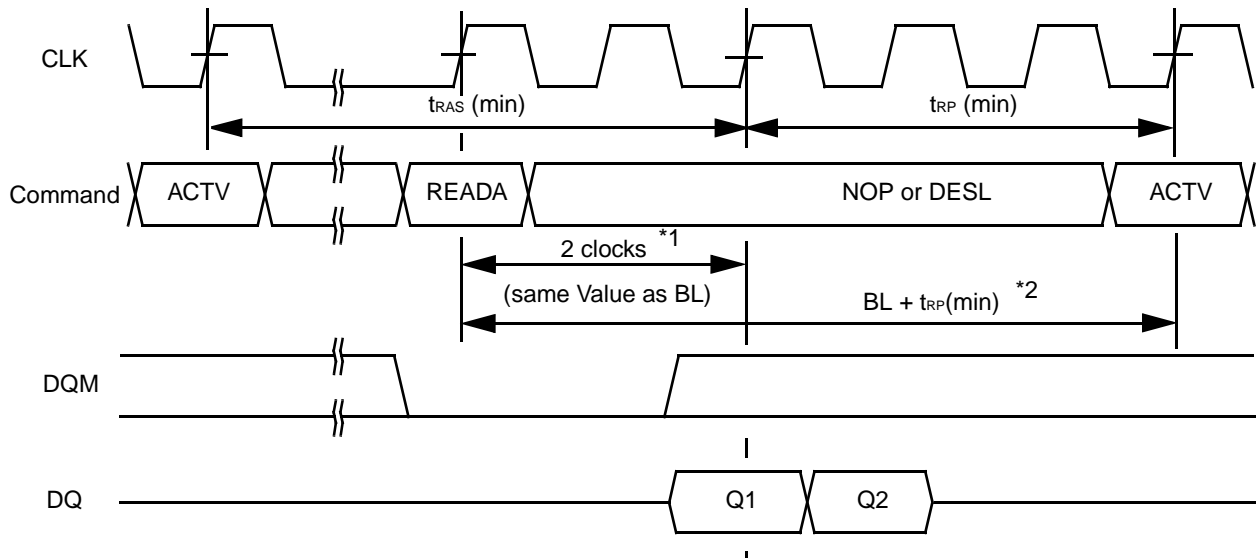 CLK
tRAS (min)
tRP (min)
Command
ACTV
READA
NOP or DESL
ACTV
2 clocks *1
(same Value as BL)
BL + tRP(min) *2
DQM
DQ
Q1
Q2